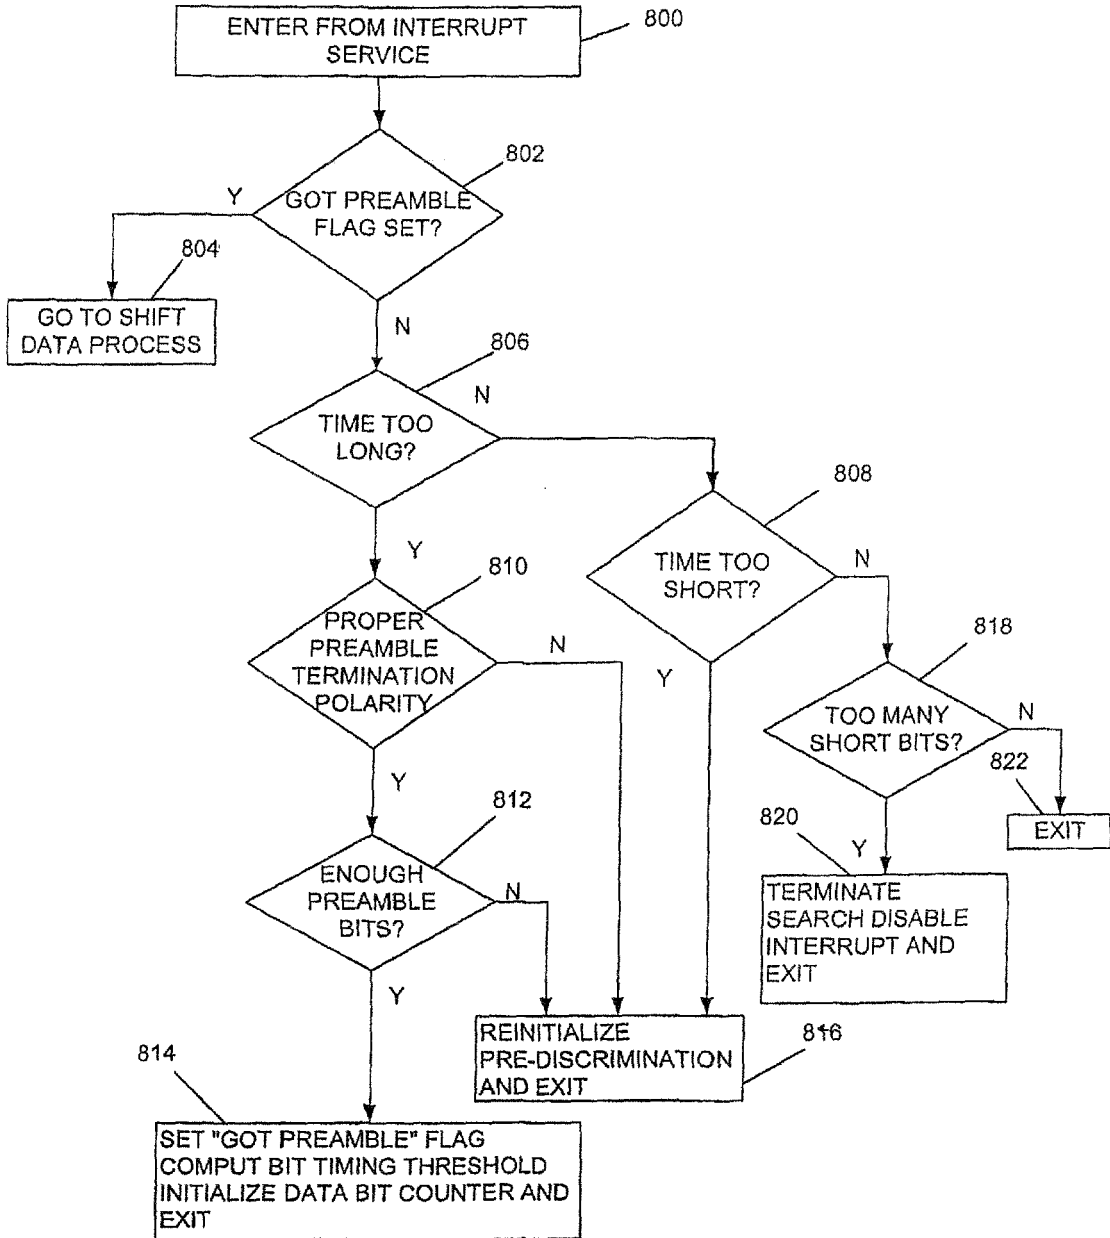 ENTER FROM INTERRUPT
SERVICE
800
802
GOT PREAMBLE
FLAG SET?
Y
804
GO TO SHIFT
DATA PROCESS
N
806
TIME TOO
LONG?
N
808
TIME TOO
SHORT?
N
Y
810
PROPER
PREAMBLE
TERMINATION
POLARITY
N
Y
818
TOO MANY
SHORT BITS?
N
822
EXIT
Y
812
820
Y
ENOUGH
PREAMBLE
BITS?
N
TERMINATE
SEARCH DISABLE
INTERRUPT AND
EXIT
Y
REINITIALIZE
PRE-DISCRIMINATION
AND EXIT
816
814
SET "GOT PREAMBLE" FLAG
COMPUT BIT TIMING THRESHOLD
INITIALIZE DATA BIT COUNTER AND
EXIT